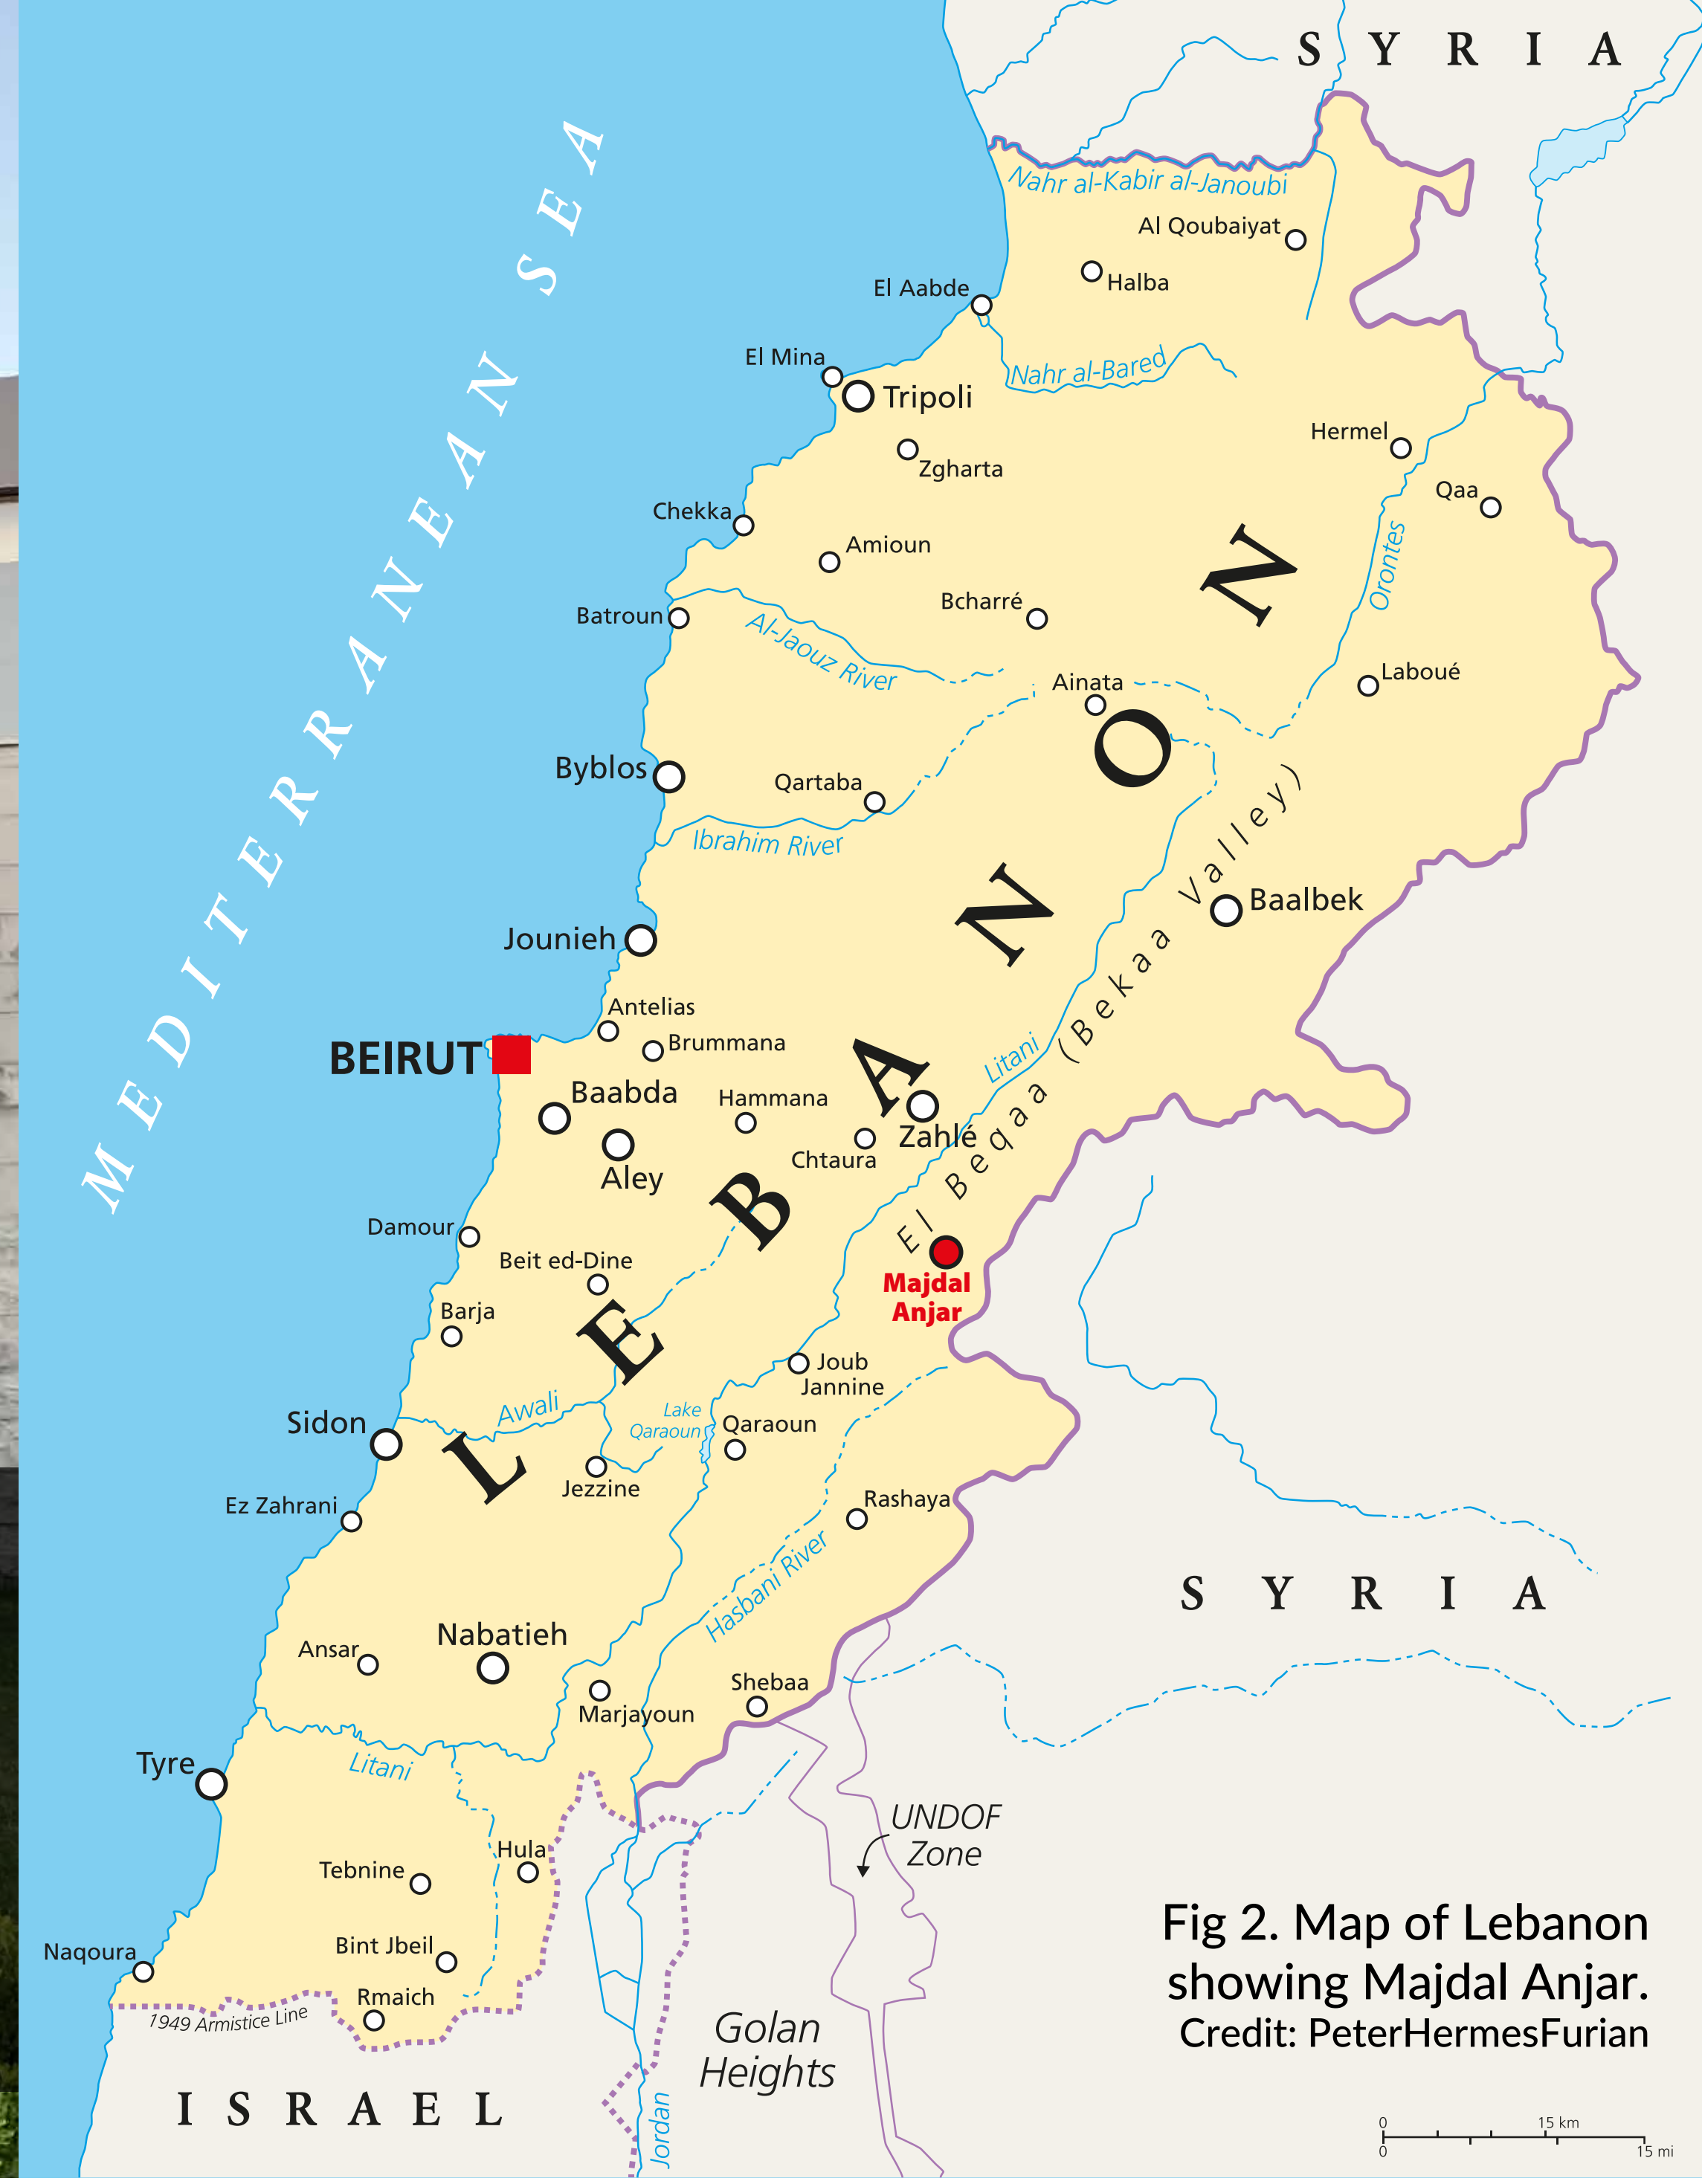 SYRIA
MEDITERRANEAN SEA
Nahr al-Kabir al-Janoubi
Al Qoubaiyat
Halba
El Aabde
El Mina
Nahr al-Bared
Tripoli
Hermel
Zgharta
Qaa
Chekka
Amioun
Orontes
Bcharré
Batroun
Al-Jaouz River
Laboué
Ainata
Byblos
Qartaba
Ibrahim River
LEBANON
Baalbek
Jounieh
Antelias
Brummana
BEIRUT
Litani
El Beqaa (Bekaa Valley)
Baabda
Hammana
Zahlé
Chtaura
Aley
Damour
Beit ed-Dine
Majdal
Anjar
Barja
Joub
Jannine
Awali
Lake
Qaraoun
Qaraoun
Sidon
Jezzine
Rashaya
Ez Zahrani
Hasbani River
SYRIA
Nabatieh
Ansar
Shebaa
Marjayoun
Tyre
Litani
UNDOF
Zone
Hula
Tebnine
Bint Jbeil
Naqoura
Rmaich
1949 Armistice Line
Golan
Heights
ISRAEL
Jordan
Fig 2. Map of Lebanon
showing Majdal Anjar.
Credit: PeterHermesFurian
0 15 km
0 15 mi